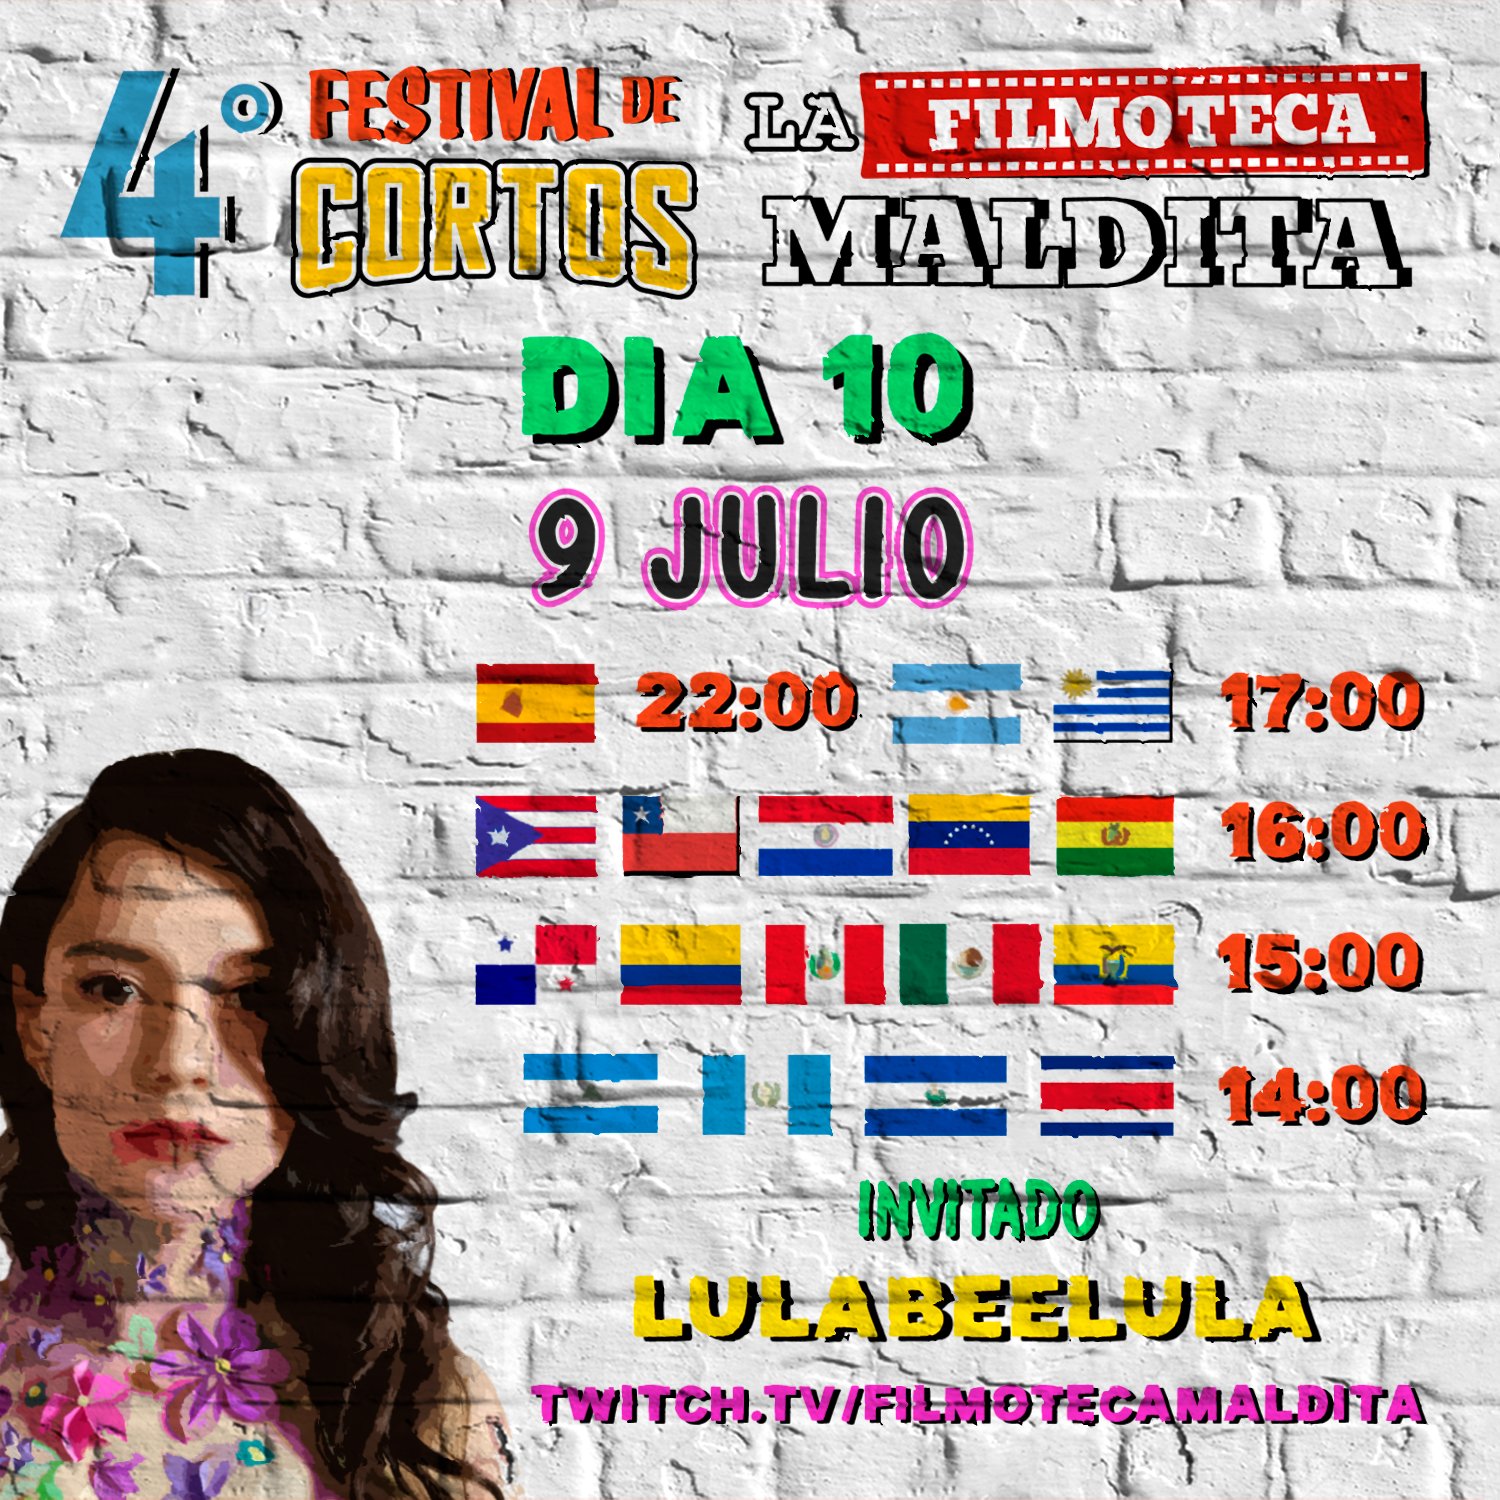 4º FESTIVAL DE
CORTOS
LA FILMOTECA
MALDITA
DIA 10
9 JULIO
22:00 17:00
16:00
15:00
14:00
INVITADO
LULABEELULA
TWITCH.TV/FILMOTECAMALDITA